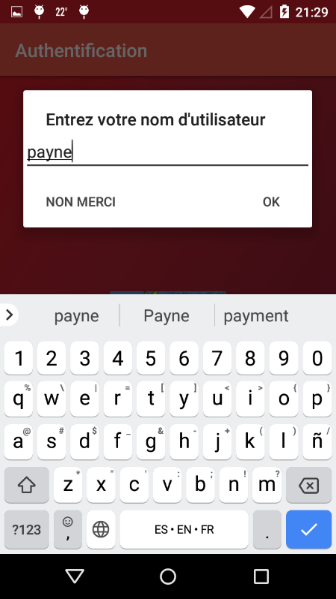 22°
21:29
Authentification
Entrez votre nom d'utilisateur
payne
NON MERCI OK
payne Payne payment
1 2 3 4 5 6 7 8 9 0
% \ | = [ ] < > { }
q w e r t y u i o p
@ # $ _ & - + ( ) /
a s d f g h j k l ñ
* " ' : ; ! ?
z x c v b n m
?123 , ES • EN • FR .